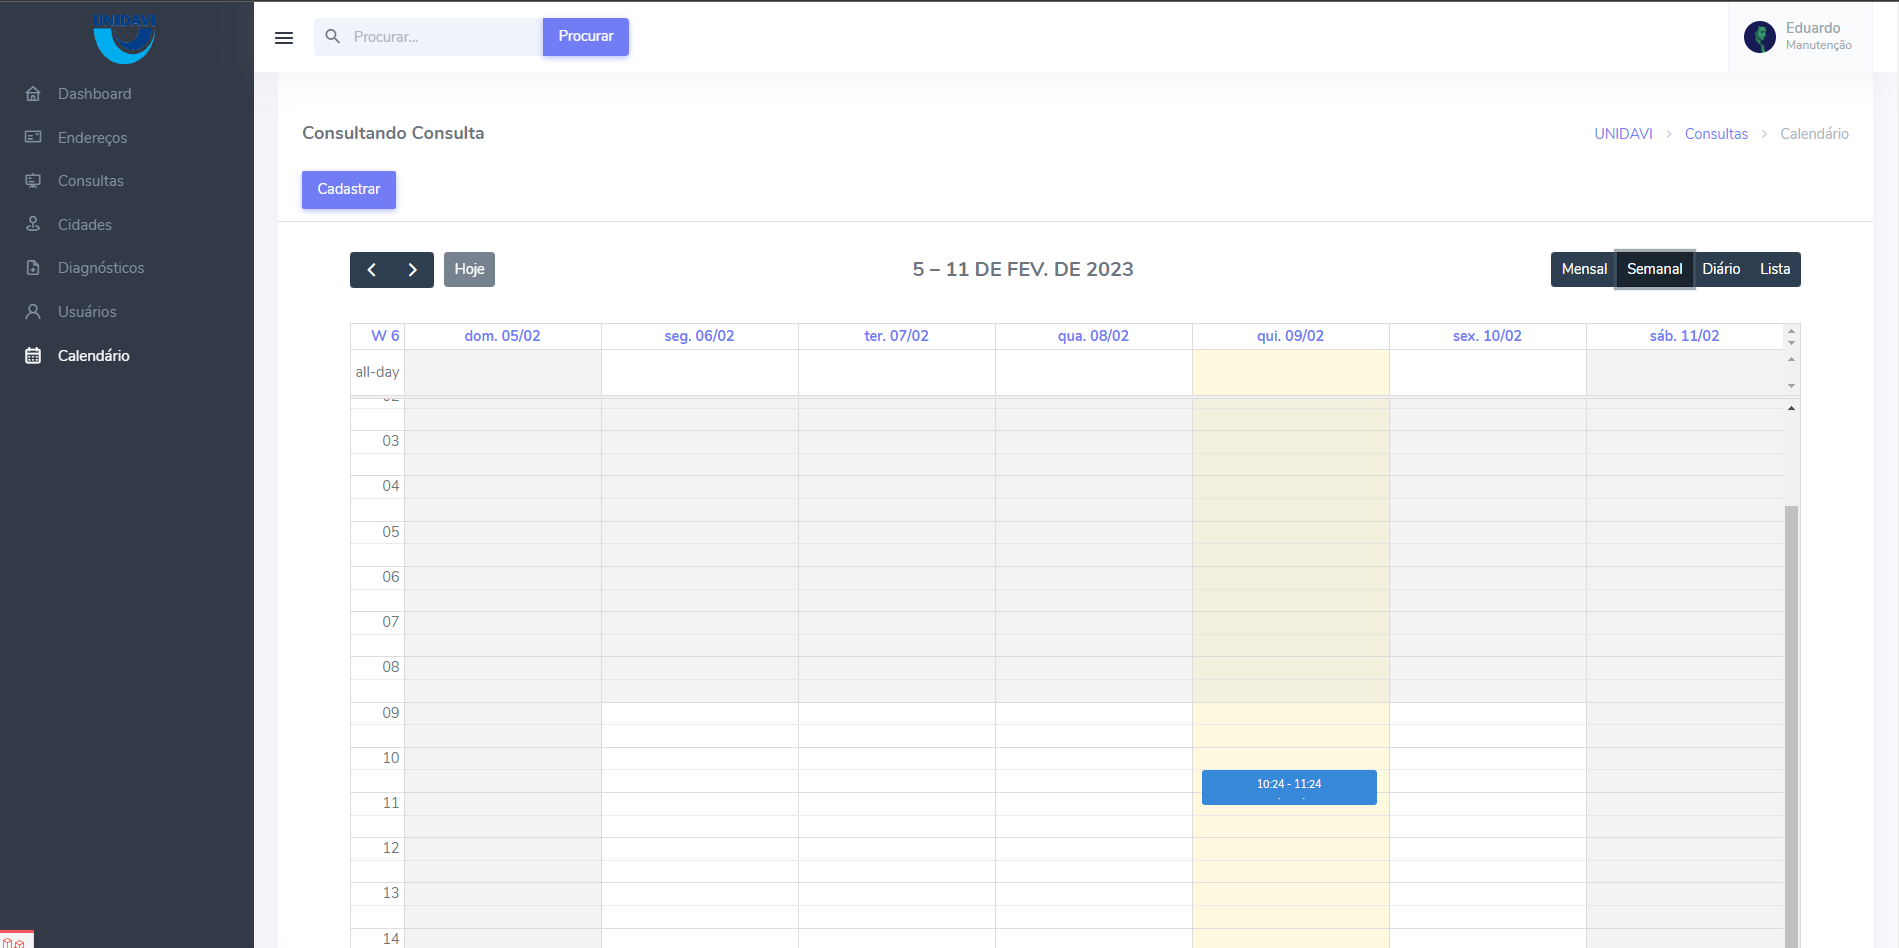 UNIDAVI
Procurar...
Procurar
Eduardo
Manutenção
Dashboard
Endereços
Consultas
Cidades
Diagnósticos
Usuários
Calendário
Consultando Consulta
UNIDAVI > Consultas > Calendário
Cadastrar
Hoje
5 – 11 DE FEV. DE 2023
Mensal Semanal Diário Lista
W 6 dom. 05/02 seg. 06/02 ter. 07/02 qua. 08/02 qui. 09/02 sex. 10/02 sáb. 11/02
all-day
03
04
05
06
07
08
09
10
10:24 - 11:24
11
12
13
14